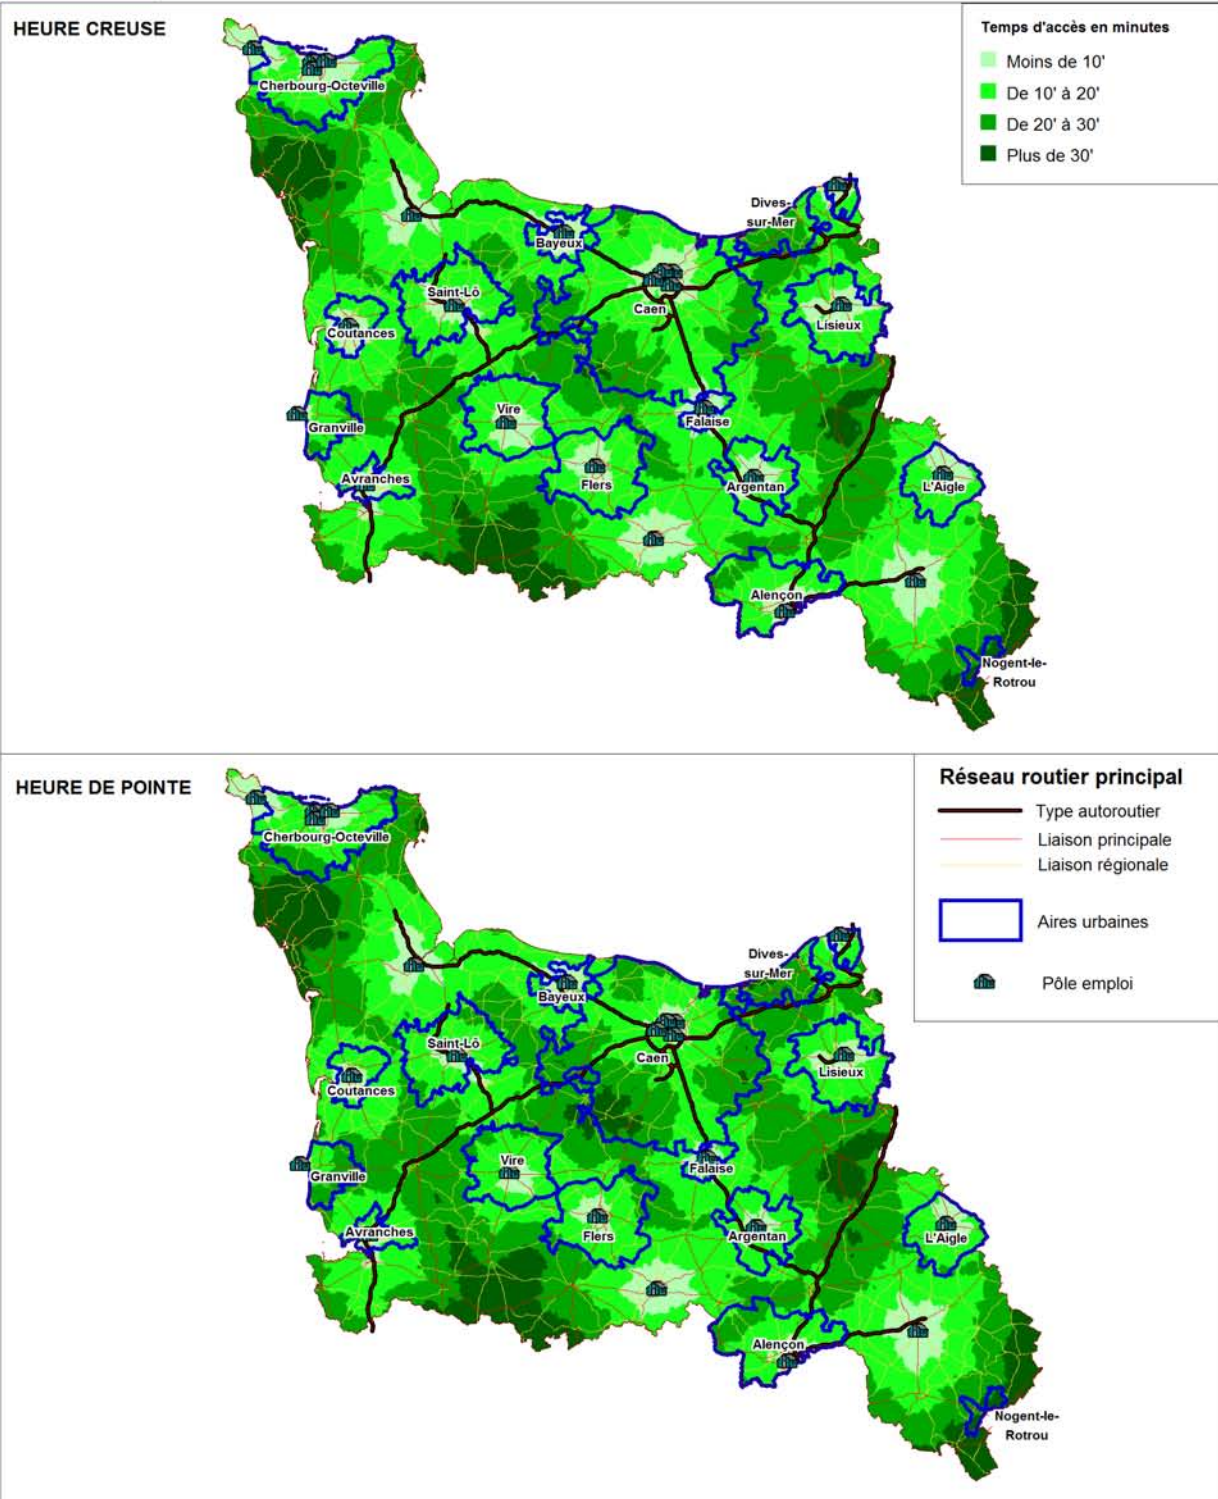 HEURE CREUSE
Temps d'accès en minutes
Moins de 10'
De 10' à 20'
De 20' à 30'
Plus de 30'
Cherbourg-Octeville
Dives-
sur-Mer
Bayeux
Saint-Lô
Caen
Coutances
Lisieux
Vire
Falaise
Granville
Avranches
Flers
Argentan
L'Aigle
Alençon
Nogent-le-
Rotrou
HEURE DE POINTE
Réseau routier principal
Type autoroutier
Liaison principale
Liaison régionale
Aires urbaines
Pôle emploi
Cherbourg-Octeville
Dives-
sur-Mer
Bayeux
Saint-Lô
Caen
Lisieux
Coutances
Vire
Falaise
Granville
Avranches
Flers
Argentan
L'Aigle
Alençon
Nogent-le-
Rotrou